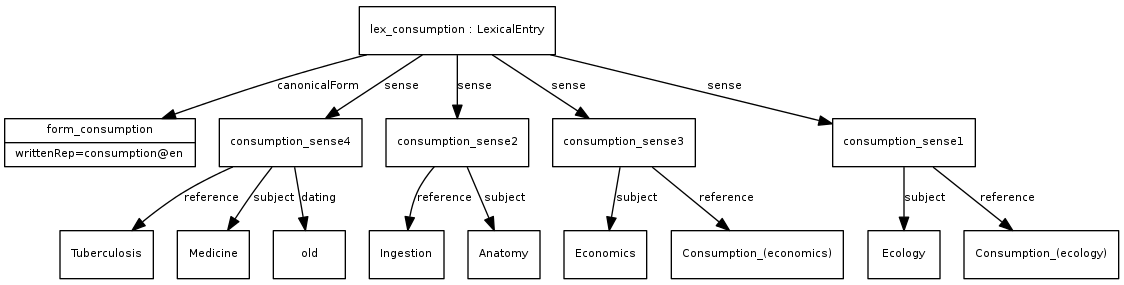 lex_consumption : LexicalEntry
canonicalForm
sense
sense
sense
sense
form_consumption
writtenRep=consumption@en
consumption_sense4
consumption_sense2
consumption_sense3
consumption_sense1
reference
subject
dating
reference
subject
subject
reference
subject
reference
Tuberculosis
Medicine
old
Ingestion
Anatomy
Economics
Consumption_(economics)
Ecology
Consumption_(ecology)